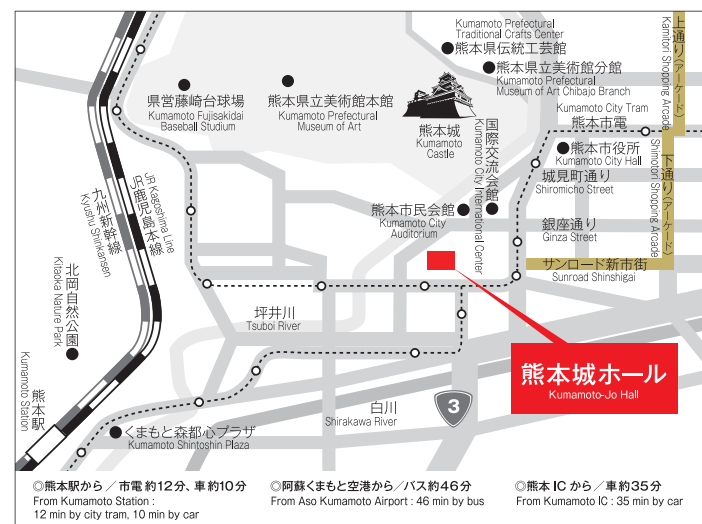 Kumamoto Prefectural
Traditional Crafts Center
熊本県伝統工芸館
熊本県立美術館分館
Kumamoto Prefectural
Museum of Art Chibajo Branch
上通り(アーケード)
Kamitori Shopping Arcade
県営藤崎台球場
Kumamoto Fujisakidai
Baseball Studium
熊本県立美術館本館
Kumamoto Prefectural
Museum of Art
熊本城
Kumamoto
Castle
国際交流会館
Kumamoto City International Center
Kumamoto City Tram
熊本市電
熊本市役所
Kumamoto City Hall
城見町通り
Shiromicho Street
下通り(アーケード)
Shimotori Shopping Arcade
熊本市民会館
Kumamoto City
Auditorium
銀座通り
Ginza Street
サンロード新市街
Sunroad Shinshigai
JR Kagoshima Line
JR鹿児島本線
九州新幹線
Kyushu Shinkansen
北岡自然公園
Kitaoka Nature Park
坪井川
Tsuboi River
熊本城ホール
Kumamoto-Jo Hall
熊本駅
Kumamoto Station
白川
Shirakawa River
3
くまもと森都心プラザ
Kumamoto Shintoshin Plaza
◎熊本駅から/市電 約12分、車 約10分
From Kumamoto Station :
12 min by city tram, 10 min by car
◎阿蘇くまもと空港から/バス約46分
From Aso Kumamoto Airport : 46 min by bus
◎熊本 IC から/車約35分
From Kumamoto IC : 35 min by car